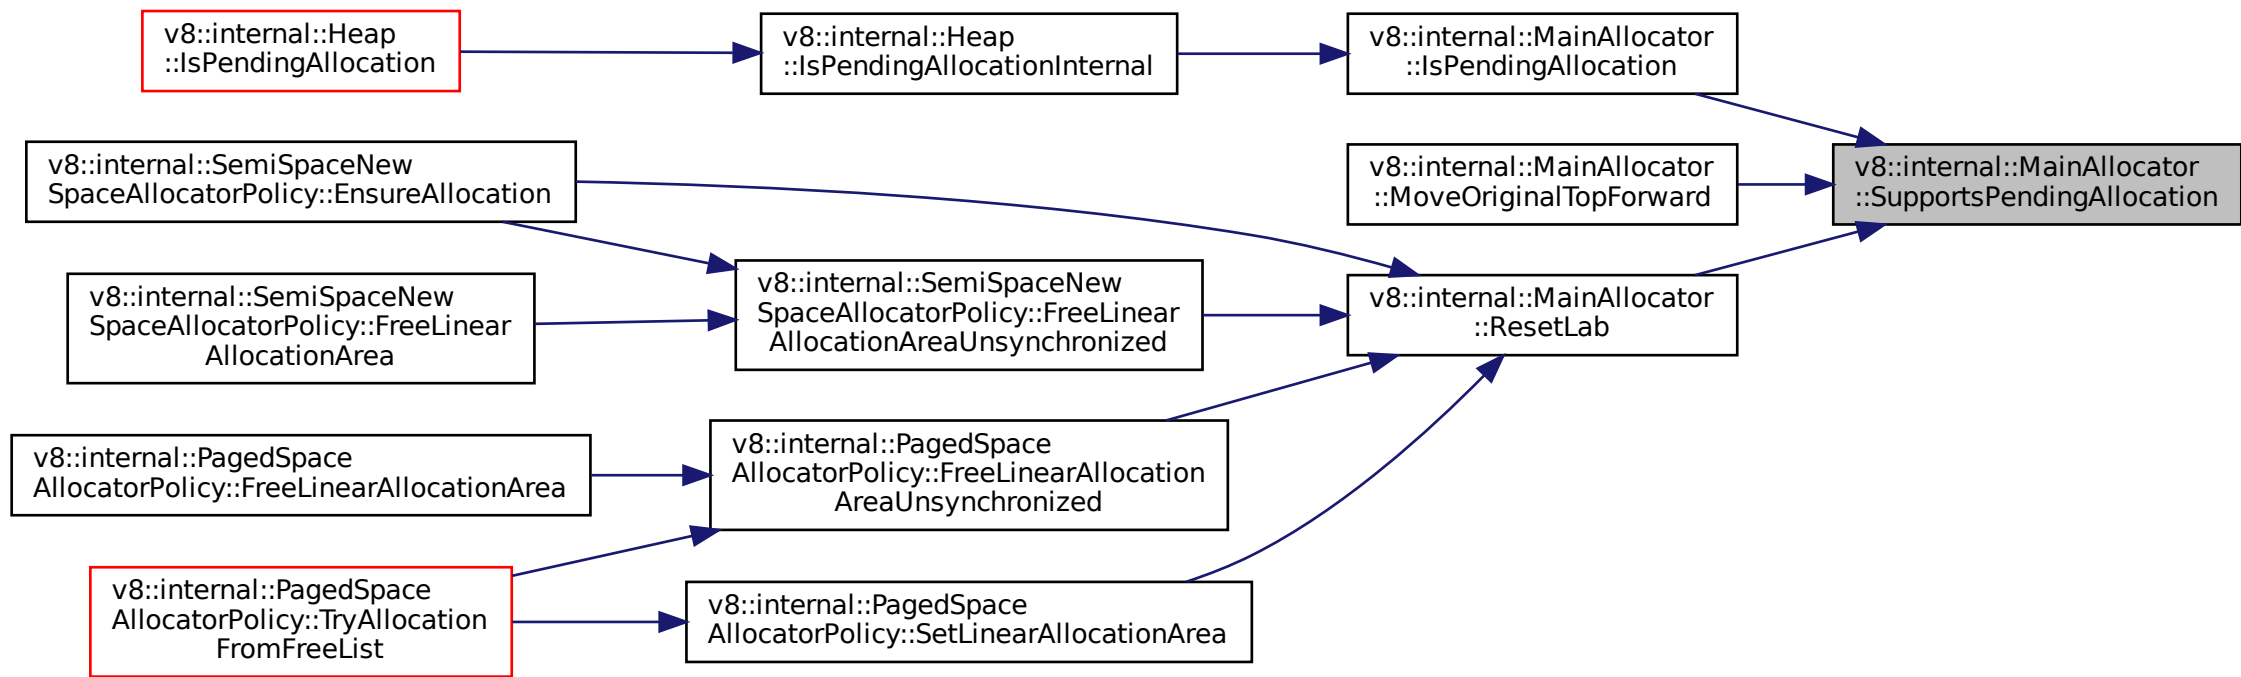 v8::internal::Heap
::IsPendingAllocation
v8::internal::Heap
::IsPendingAllocationInternal
v8::internal::MainAllocator
::IsPendingAllocation
v8::internal::SemiSpaceNew
SpaceAllocatorPolicy::EnsureAllocation
v8::internal::MainAllocator
::MoveOriginalTopForward
v8::internal::MainAllocator
::SupportsPendingAllocation
v8::internal::SemiSpaceNew
SpaceAllocatorPolicy::FreeLinear
AllocationArea
v8::internal::SemiSpaceNew
SpaceAllocatorPolicy::FreeLinear
AllocationAreaUnsynchronized
v8::internal::MainAllocator
::ResetLab
v8::internal::PagedSpace
AllocatorPolicy::FreeLinearAllocationArea
v8::internal::PagedSpace
AllocatorPolicy::FreeLinearAllocation
AreaUnsynchronized
v8::internal::PagedSpace
AllocatorPolicy::TryAllocation
FromFreeList
v8::internal::PagedSpace
AllocatorPolicy::SetLinearAllocationArea